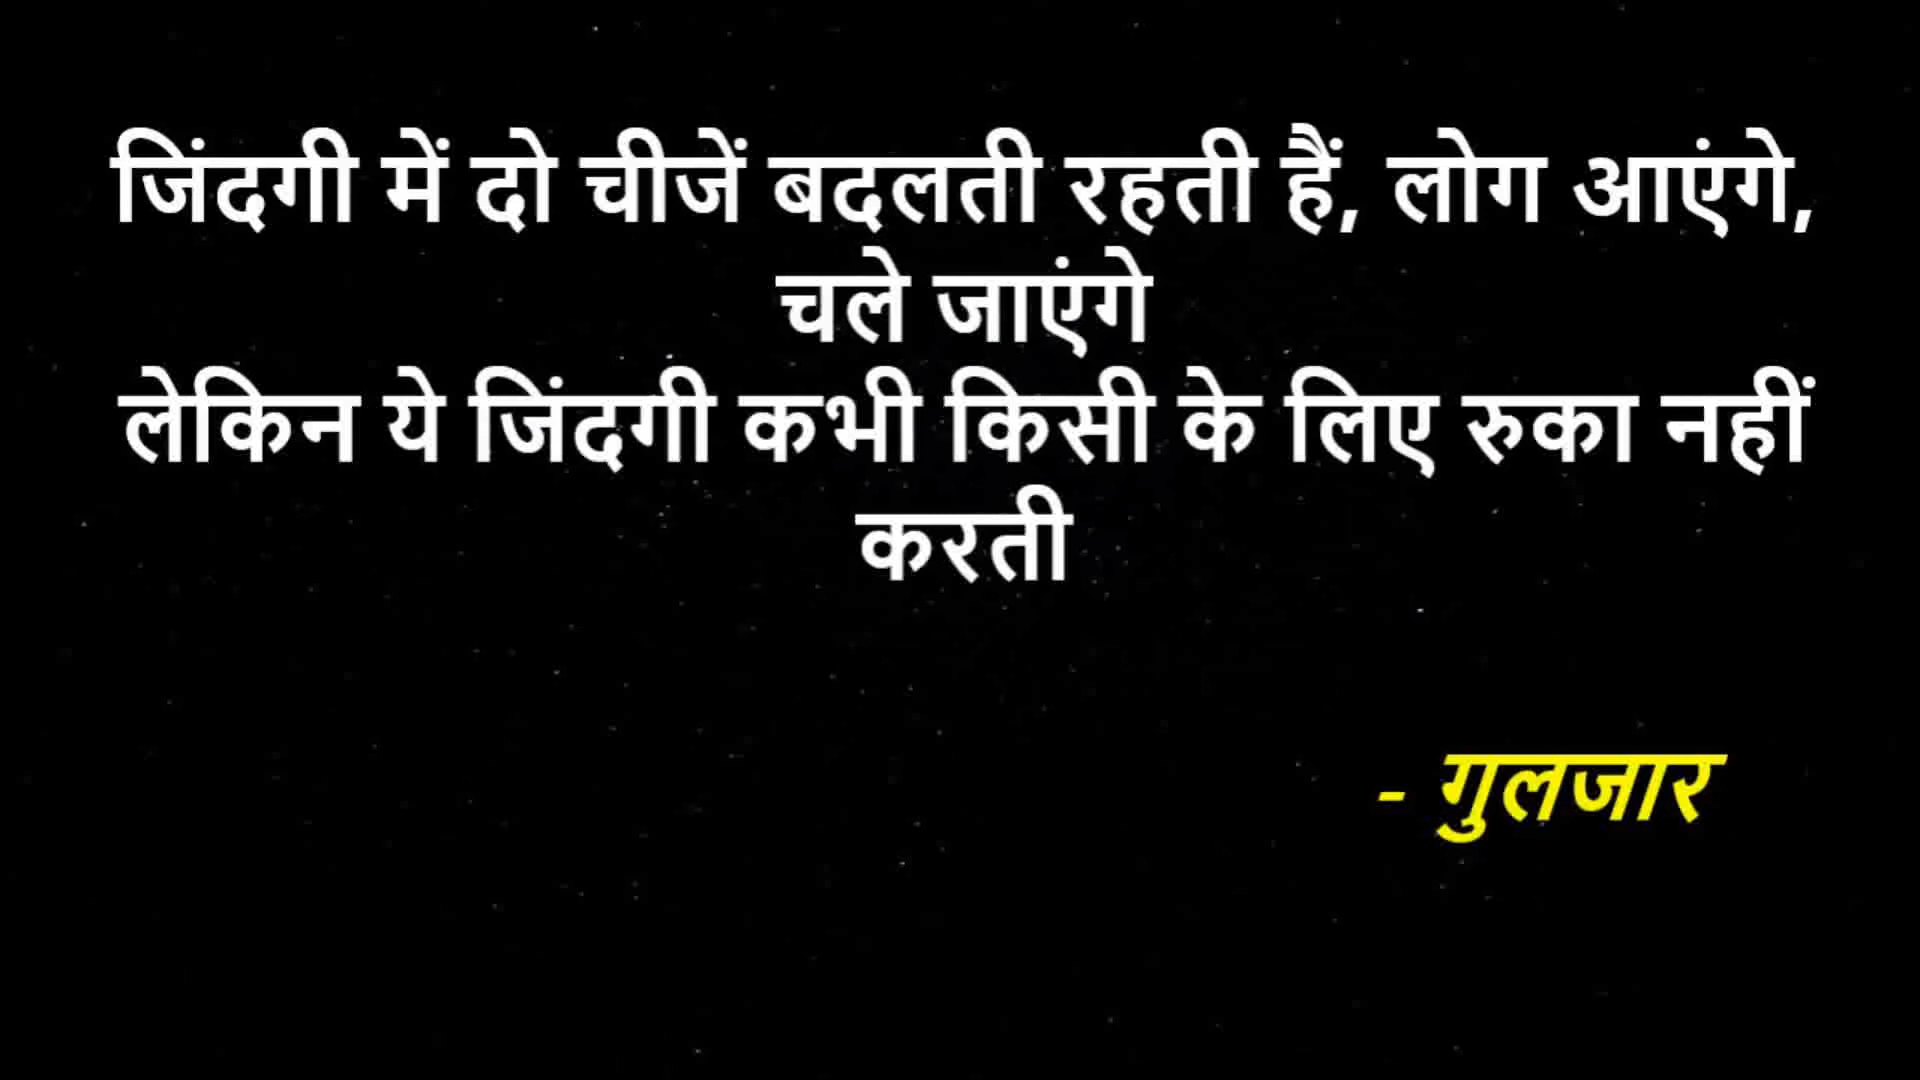 जिंदगी में दो चीजें बदलती रहती हैं, लोग आएंगे,
चले जाएंगे
लेकिन ये जिंदगी कभी किसी के लिए रुका नहीं
करती
- गुलजार